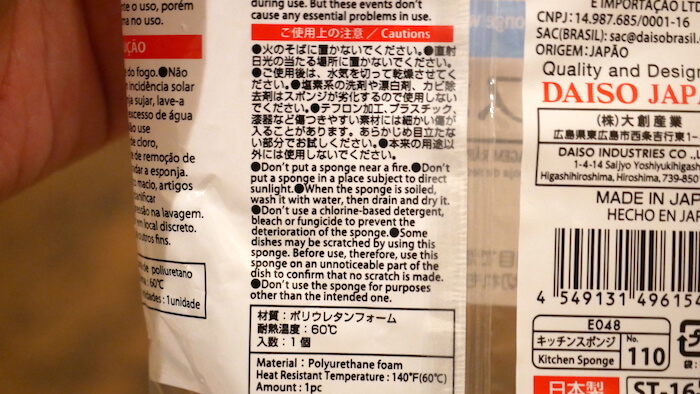 o, porém
na no uso.
UÇÃO
do fogo.●Não
incidência solar
a sujar, lave-a
excesso de água
ão use
de cloro,
e de remoção de
dar a esponja.
macio, artigos
permitir
pressão na lavagem.
local discreto.
outros fins.
de poliuretano
: 60℃
: 1unidade
during use. But these events don't
cause any essential problems in use.
ご使用上の注意 / Cautions
●火のそばに置かないでください。●直射
日光の当たる場所に置かないでください。
●ご使用後は、水気を切って乾燥させてく
ださい。●塩素系の洗剤や漂白剤、カビ除
去剤はスポンジが劣化するので使用しない
でください。●テフロン加工、プラスチック、
漆器など傷つきやすい素材には細かい傷が
入ることがあります。あらかじめ目立たな
い部分でお試しください。●本来の用途以
外には使用しないでください。
●Don't put a sponge near a fire.●Don't
put a sponge in a place subject to direct
sunlight.●When the sponge is soiled,
wash it with water, then drain and dry it.
●Don't use a chlorine-based detergent,
bleach or fungicide to prevent the
deterioration of the sponge.●Some
dishes may be scratched by using this
sponge. Before use, therefore, use this
sponge on an unnoticeable part of the
dish to confirm that no scratch is made.
●Don't use the sponge for purposes
other than the intended one.
材質：ポリウレタンフォーム
耐熱温度：60℃
入数：1個
Material : Polyurethane foam
Heat Resistant Temperature : 140°F(60℃)
Amount : 1pc
E IMPORTAÇÃO LTD
CNPJ: 14.987.685/0001-16
SAC(BRASIL): sac@daisobrasil.c
ORIGEM: JAPÃO
Quality and Design
DAISO JAP
(株)大創産業
広島県東広島市西条吉行東1-
DAISO INDUSTRIES CO.,L
1-4-14 Saijyo Yoshiyukihigash
Higashihiroshima, Hiroshima, 739-850
MADE IN JAP
HECHO EN JAP
4 549131 49615
E048
キッチンスポンジ
Kitchen Sponge
No.
110
日本製
ST-16